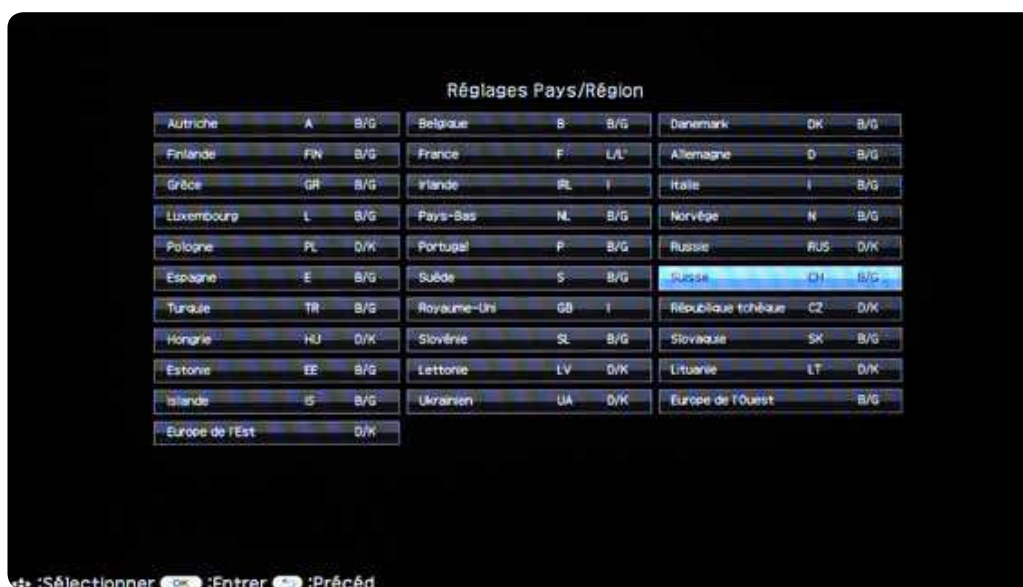 Réglages Pays/Région
Autriche A B/G Belgique B B/G Danemark DK B/G
Finlande FIN B/G France F L/L' Allemagne D B/G
Grèce GR B/G Irlande IRL I Italie I B/G
Luxembourg L B/G Pays-Bas NL B/G Norvège N B/G
Pologne PL D/K Portugal P B/G Russie RUS D/K
Espagne E B/G Suède S B/G Suisse CH B/G
Turquie TR B/G Royaume-Uni GB I République tchèque CZ D/K
Hongrie HU D/K Slovénie SL B/G Slovaquie SK B/G
Estonie EE B/G Lettonie LV D/K Lituanie LT D/K
Islande IS B/G Ukrainien UA D/K Europe de l'Ouest B/G
Europe de l'Est D/K
:Sélectionner OK :Entrer :Précéd